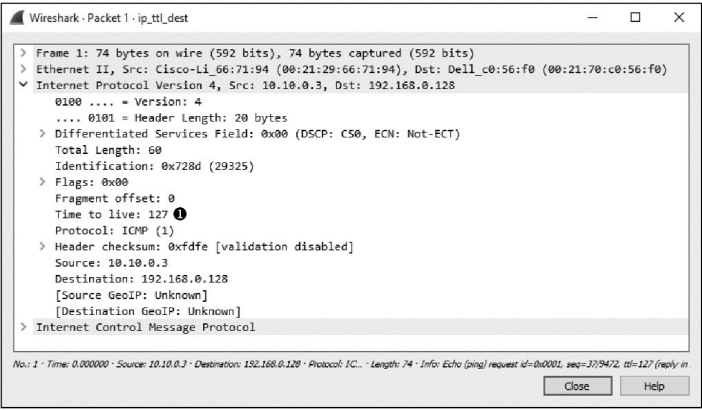 Wireshark · Packet 1 · ip_ttl_dest
> Frame 1: 74 bytes on wire (592 bits), 74 bytes captured (592 bits)
> Ethernet II, Src: Cisco-Li_66:71:94 (00:21:29:66:71:94), Dst: Dell_c0:56:f0 (00:21:70:c0:56:f0)
Internet Protocol Version 4, Src: 10.10.0.3, Dst: 192.168.0.128
0100 .... = Version: 4
.... 0101 = Header Length: 20 bytes
> Differentiated Services Field: 0x00 (DSCP: CS0, ECN: Not-ECT)
Total Length: 60
Identification: 0x728d (29325)
> Flags: 0x00
Fragment offset: 0
Time to live: 127 ❶
Protocol: ICMP (1)
> Header checksum: 0xfdfe [validation disabled]
Source: 10.10.0.3
Destination: 192.168.0.128
[Source GeoIP: Unknown]
[Destination GeoIP: Unknown]
> Internet Control Message Protocol
No.: 1 · Time: 0.000000 · Source: 10.10.0.3 · Destination: 192.168.0.128 · Protocol: IC... · Length: 74 · Info: Echo (ping) request id=0x0001, seq=37/9472, ttl=127 (reply in
Close Help